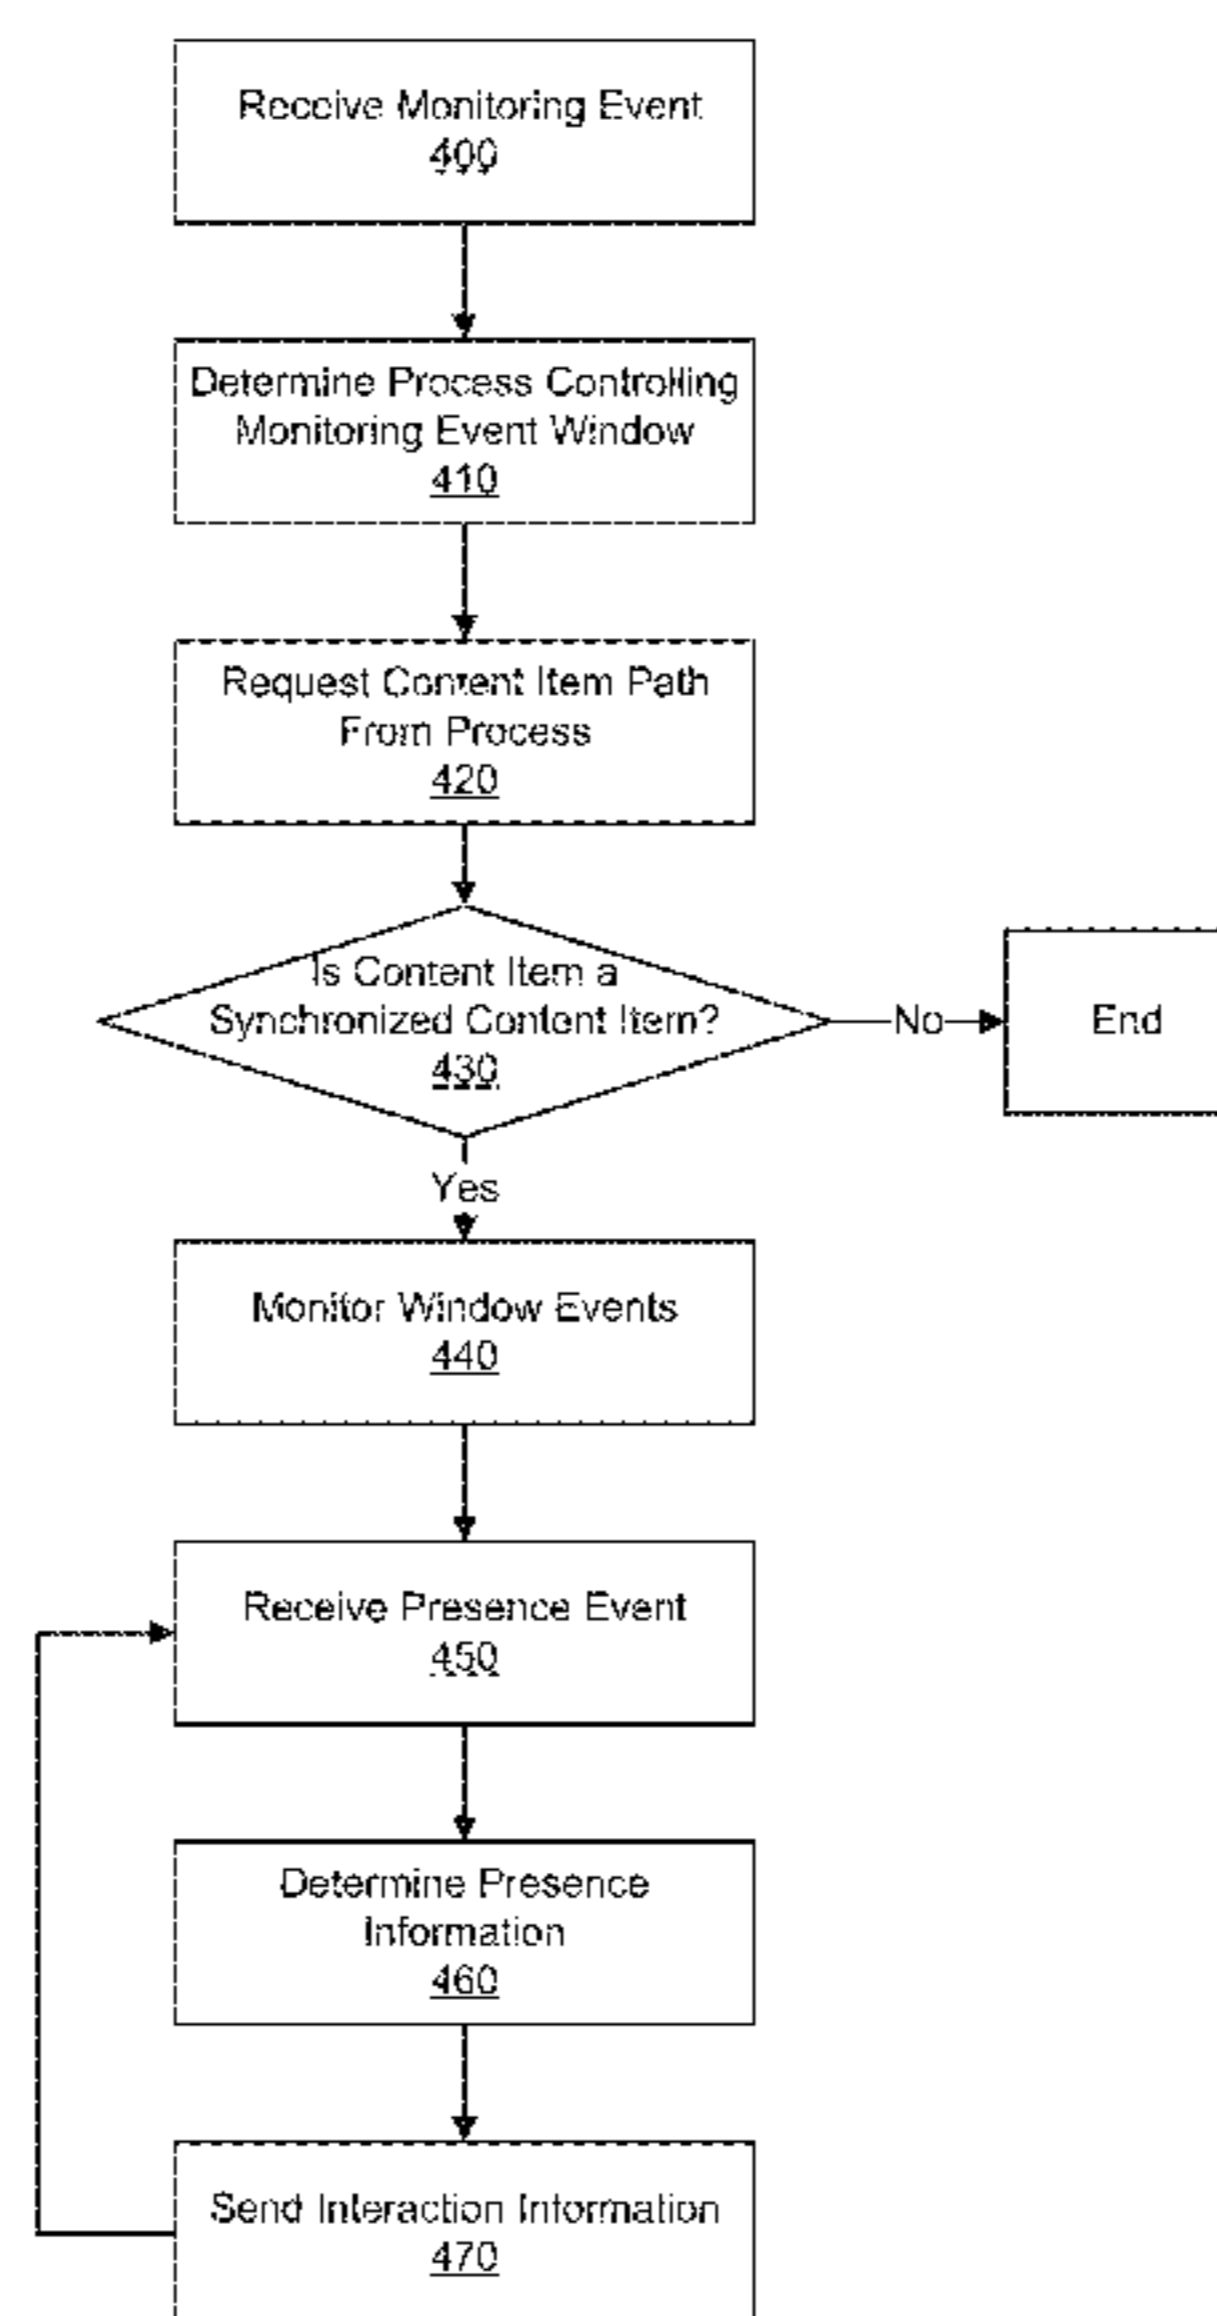 Receive Monitoring Event
400
Determine Process Controlling
Monitoring Event Window
410
Request Content Item Path
From Process
420
Is Content Item a
Synchronized Content Item?
430
No
End
Yes
Monitor Window Events
440
Receive Presence Event
450
Determine Presence
Information
460
Send Interaction Information
470